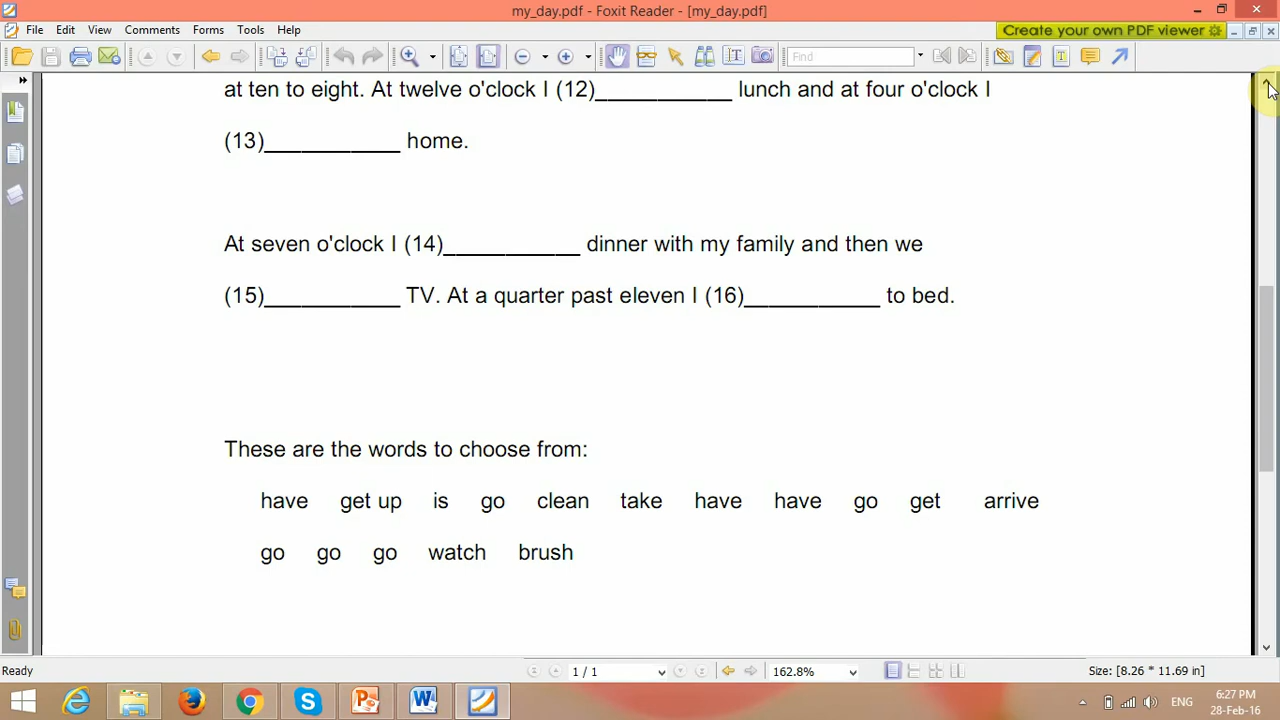 my_day.pdf - Foxit Reader - [my_day.pdf]
File Edit View Comments Forms Tools Help
Create your own PDF viewer
Find
at ten to eight. At twelve o'clock I (12)___________ lunch and at four o'clock I
(13)___________ home.
At seven o'clock I (14)___________ dinner with my family and then we
(15)___________ TV. At a quarter past eleven I (16)___________ to bed.
These are the words to choose from:
have get up is go clean take have have go get arrive
go go go watch brush
Ready 1 / 1 162.8% Size: [8.26 * 11.69 in]
ENG
6:27 PM
28-Feb-16